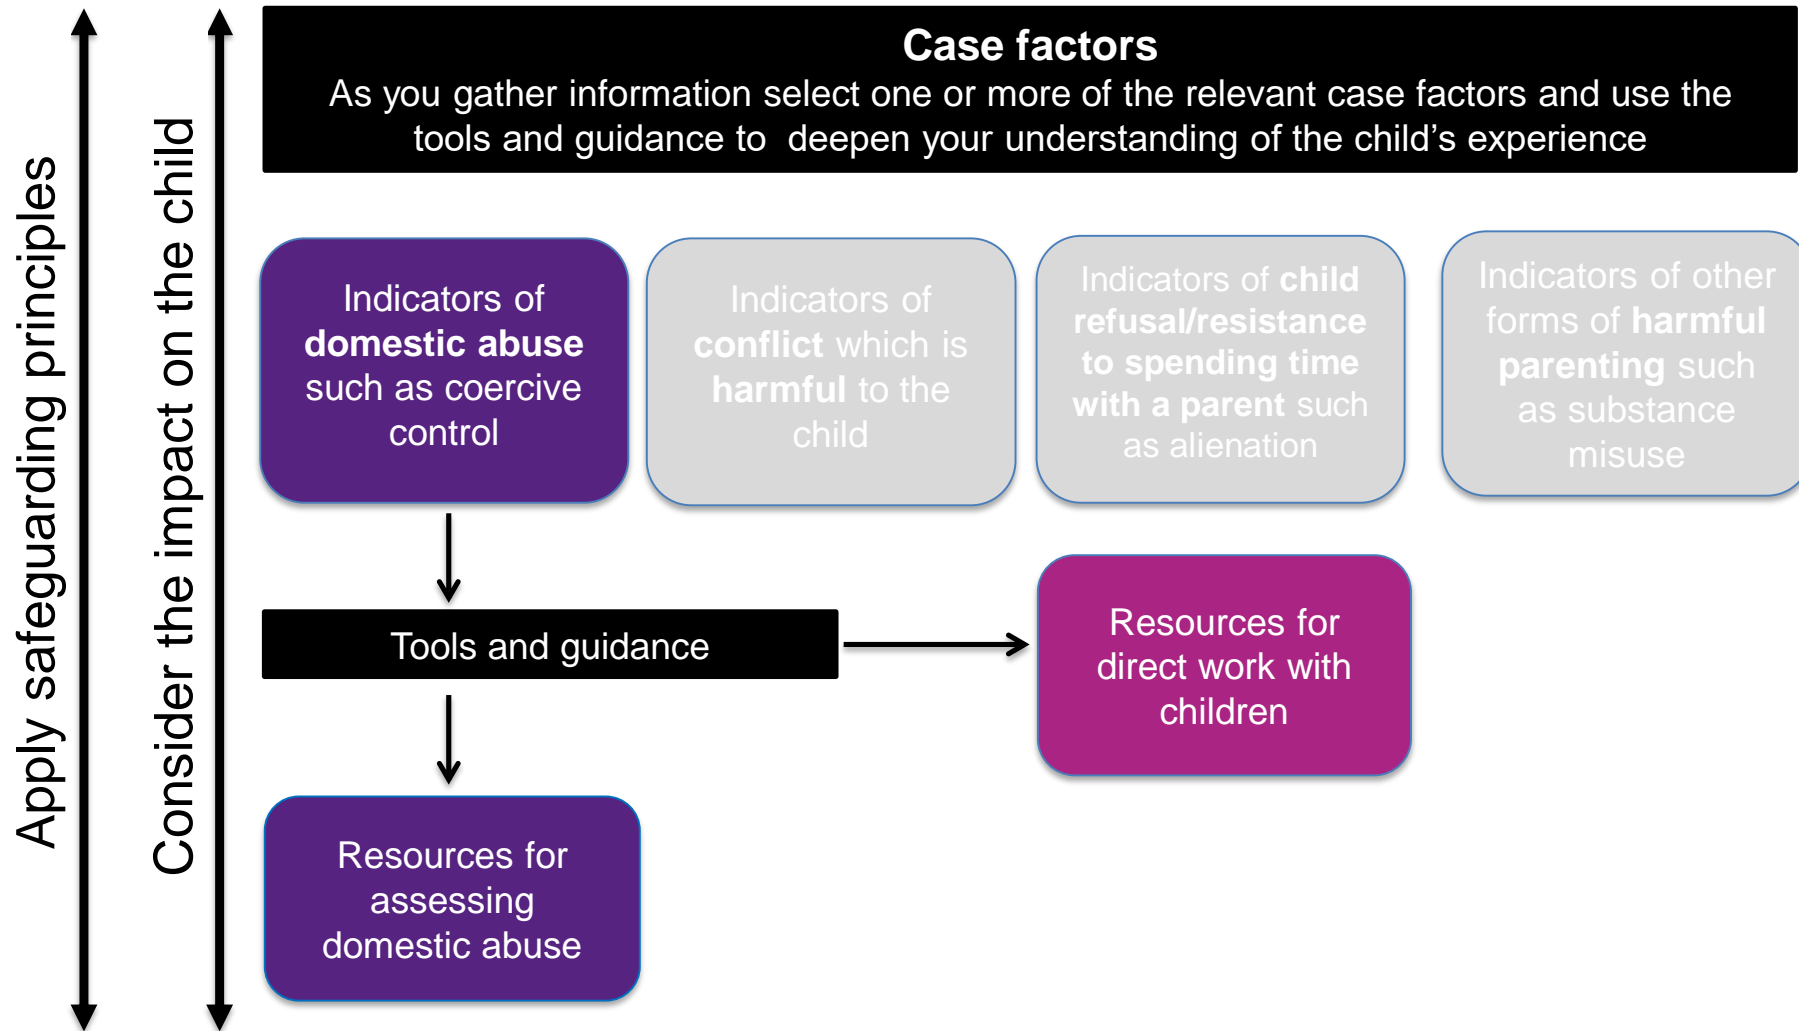 Apply safeguarding principles
Consider the impact on the child
Case factors
As you gather information select one or more of the relevant case factors and use the
tools and guidance to  deepen your understanding of the child’s experience
Indicators of
domestic abuse
such as coercive
control
Indicators of
conflict which is
harmful to the
child
Indicators of child
refusal/resistance
to spending time
with a parent such
as alienation
Indicators of other
forms of harmful
parenting such
as substance
misuse
Tools and guidance
Resources for
direct work with
children
Resources for
assessing
domestic abuse